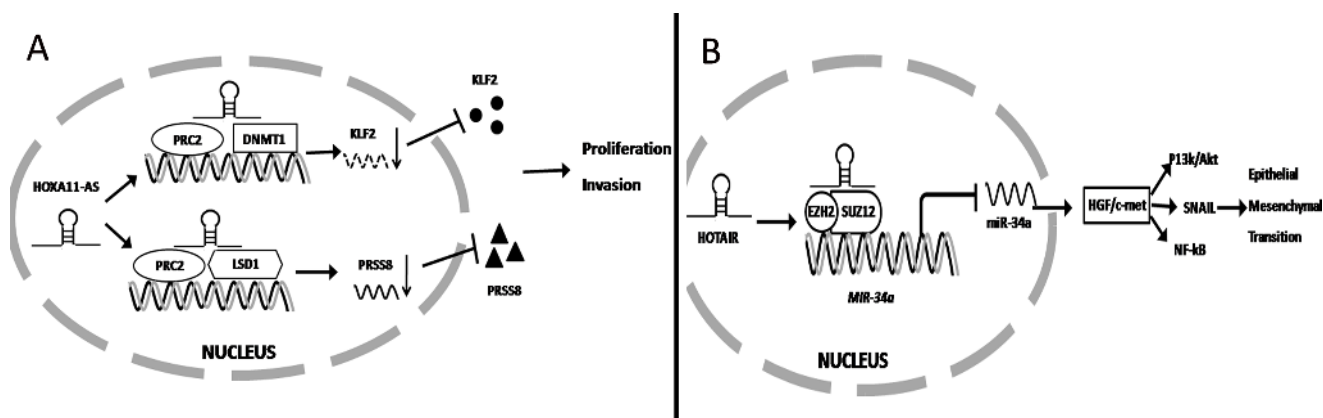 A
HOXA11-AS
PRC2
DNMT1
KLF2
KLF2
PRC2
LSD1
PRSS8
PRSS8
Proliferation
Invasion
NUCLEUS
B
HOTAIR
EZH2
SUZ12
MIR-34a
miR-34a
HGF/c-met
P13k/Akt
SNAIL
NF-kB
Epithelial
Mesenchymal
Transition
NUCLEUS